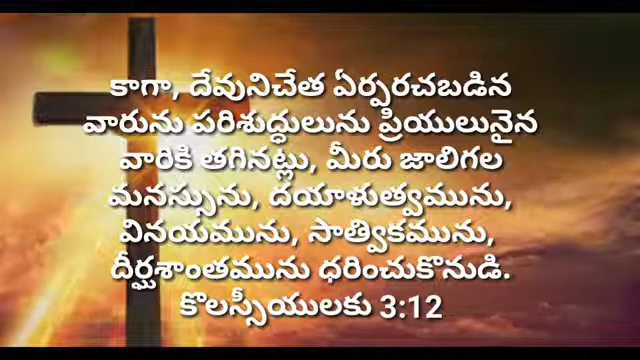 కాగా, దేవునిచేత ఏర్పరచబడిన
వారును పరిశుద్ధులును ప్రియులునైన
వారికి తగినట్లు, మీరు జాలిగల
మనస్సును, దయాళుత్వమును,
వినయమును, సాత్వికమును,
దీర్ఘశాంతమును ధరించుకొనుడి.
కొలస్సీయులకు 3:12